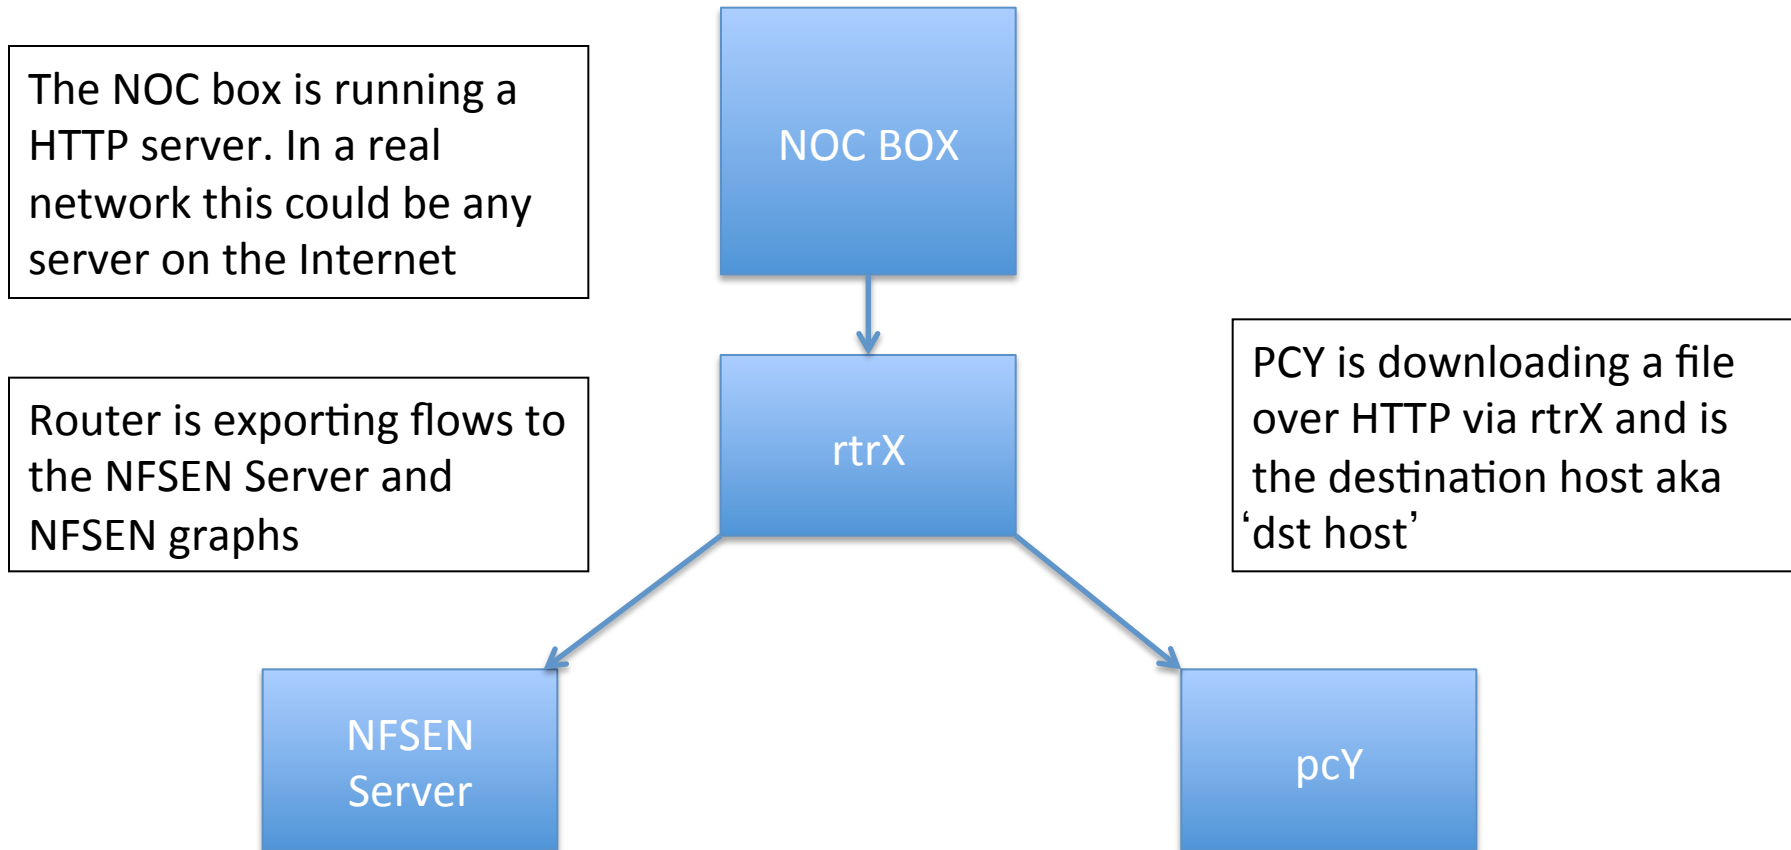 The NOC box is running a
HTTP server. In a real
network this could be any
server on the Internet
NOC BOX
Router is exporting flows to
the NFSEN Server and
NFSEN graphs
rtrX
PCY is downloading a file
over HTTP via rtrX and is
the destination host aka
‘dst host’
NFSEN
Server
pcY